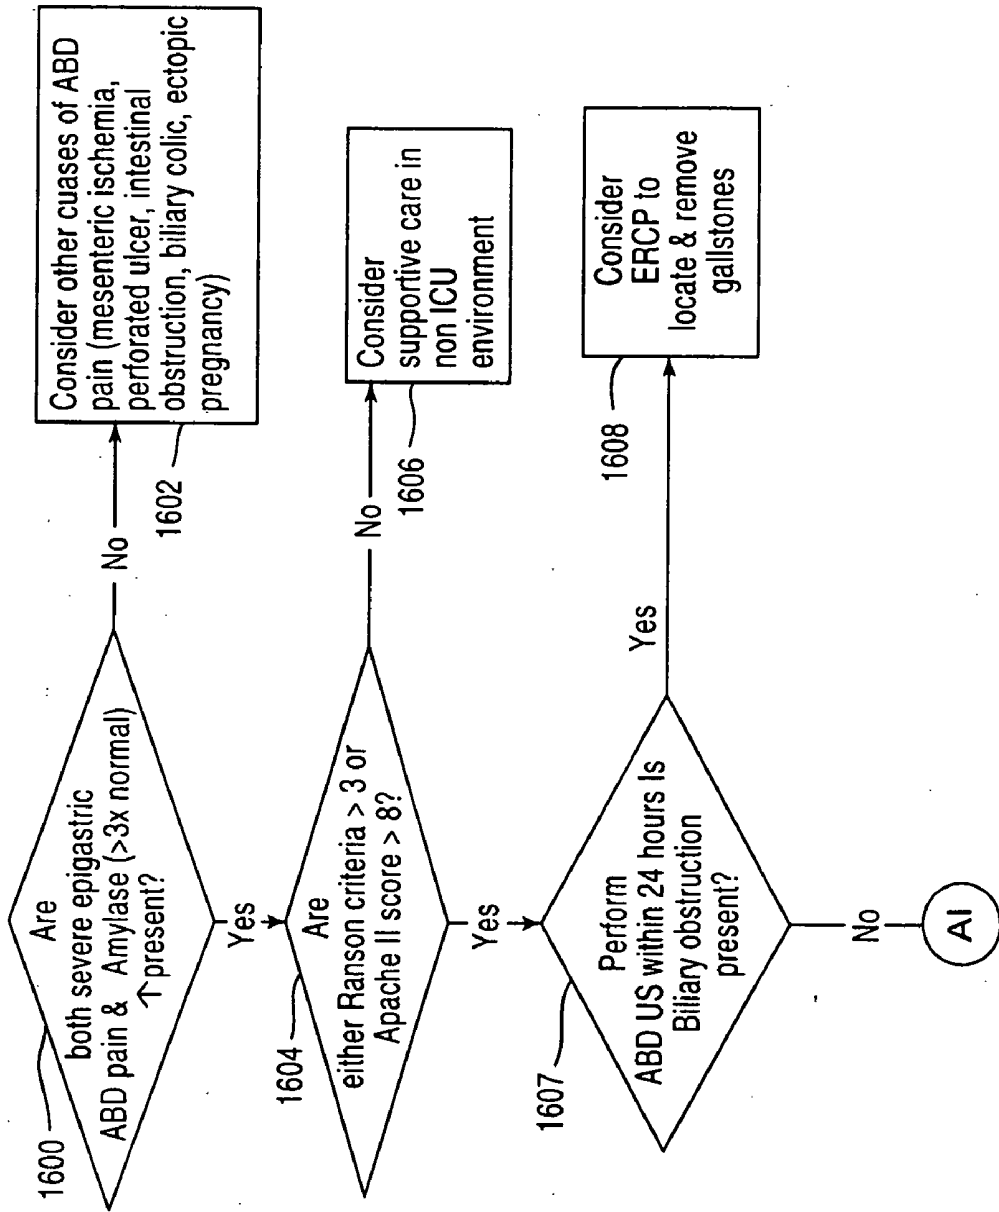 Are
both severe epigastric
ABD pain & Amylase (>3x normal)
↑present?
1600
No
Consider other cuases of ABD
pain (mesenteric ischemia,
perforated ulcer, intestinal
obstruction, biliary colic, ectopic
pregnancy)
1602
Yes
Are
either Ranson criteria > 3 or
Apache II score > 8?
1604
No
Consider
supportive care in
non ICU
environment
1606
Yes
Perform
ABD US within 24 hours Is
Biliary obstruction
present?
1607
Yes
Consider
ERCP to
locate & remove
gallstones
1608
No
AI